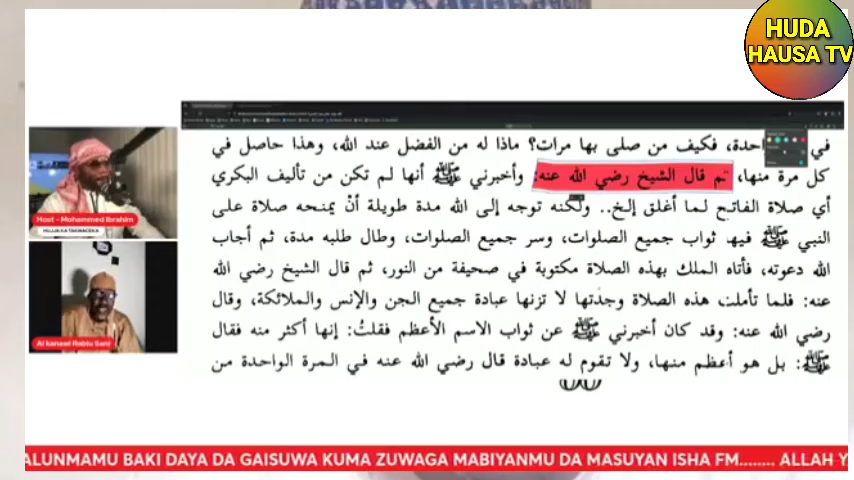 HUDA
HAUSA TV
في حدة، فكيف من صلى بها مرات؟ ماذا له من الفضل عند الله، وهذا حاصل في
كل مرة منها، ثم قال الشيخ رضي الله عنه: وأخبرني ﷺ أنها لم تكن من تأليف البكري
أي صلاة الفاتح لما أغلق إلخ.. ولكنه توجه إلى الله مدة طويلة أنْ يمنحه صلاة على
النبي ﷺ فيها ثواب جميع الصلوات، وسر جميع الصلوات، وطال طلبه مدة، ثم أجاب
الله دعوته، فأتاه الملك بهذه الصلاة مكتوبة في صحيفة من النور، ثم قال الشيخ رضي الله
عنه: فلما تأملت هذه الصلاة وجدتها لا تزنها عبادة جميع الجن والإنس والملائكة، وقال
رضي الله عنه: وقد كان أخبرني ﷺ عن ثواب الاسم الأعظم فقلتُ: إنها أكثر منه فقال
ﷺ: بل هو أعظم منها، ولا تقوم له عبادة قال رضي الله عنه في المرة الواحدة من
Host - Mohammed Ibrahim
Al kanawi Rabiu Sani
ALUNMAMU BAKI DAYA DA GAISUWA KUMA ZUWAGA MABIYANMU DA MASUYAN ISHA FM........ ALLAH Y